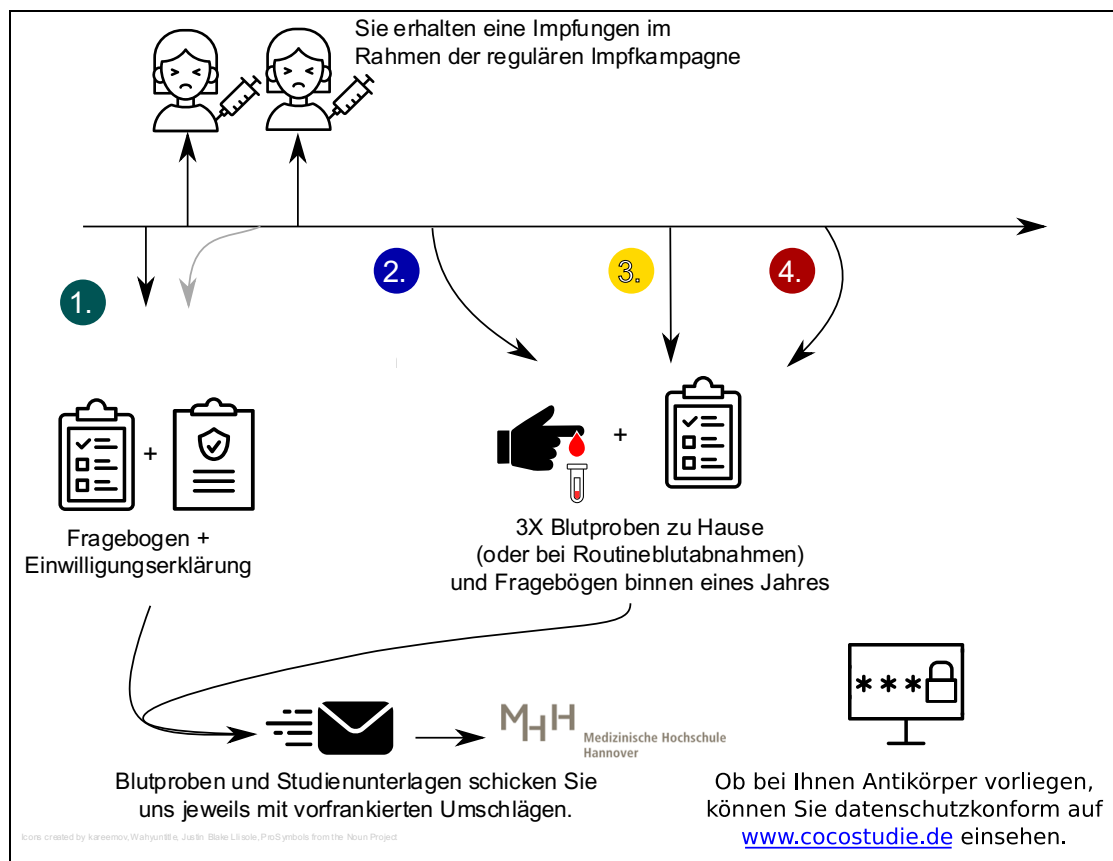 Sie erhalten eine Impfungen im
Rahmen der regulären Impfkampagne
1.
2.
3.
4.
+
Fragebogen +
Einwilligungserklärung
+
3X Blutproben zu Hause
(oder bei Routineblutabnahmen)
und Fragebögen binnen eines Jahres
***
MHH
Medizinische Hochschule
Hannover
Blutproben und Studienunterlagen schicken Sie
uns jeweils mit vorfrankierten Umschlägen.
Ob bei Ihnen Antikörper vorliegen,
können Sie datenschutzkonform auf
www.cocostudie.de einsehen.
Icons created by kareemov, Wahyuntitle, Justin Blake Llisole, ProSymbols from the Noun Project